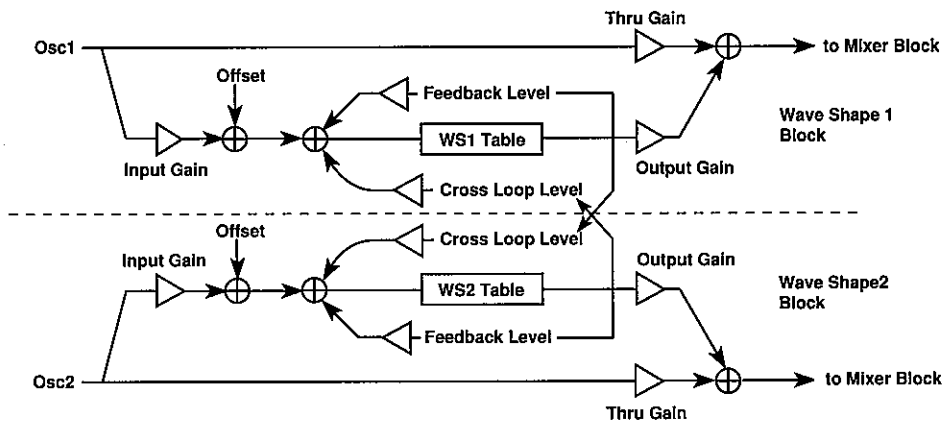 Thru Gain
Osc1
to Mixer Block
Offset
Feedback Level
Wave Shape 1
Block
WS1 Table
Input Gain
Output Gain
Cross Loop Level
Offset
Cross Loop Level
Input Gain
Output Gain
Wave Shape2
Block
WS2 Table
Feedback Level
Osc2
to Mixer Block
Thru Gain